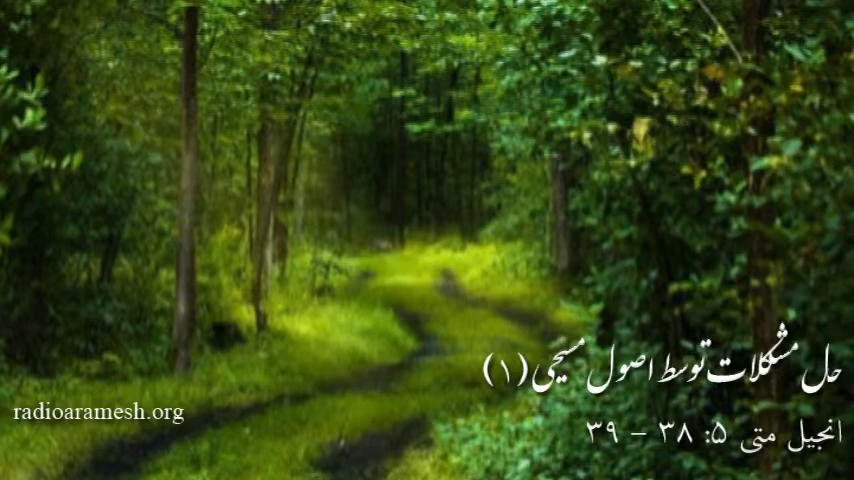 حل مشکلات توسط اصول مسیحی (۱)
radioaramesh.org
انجیل متی ۵: ۳۸ - ۳۹